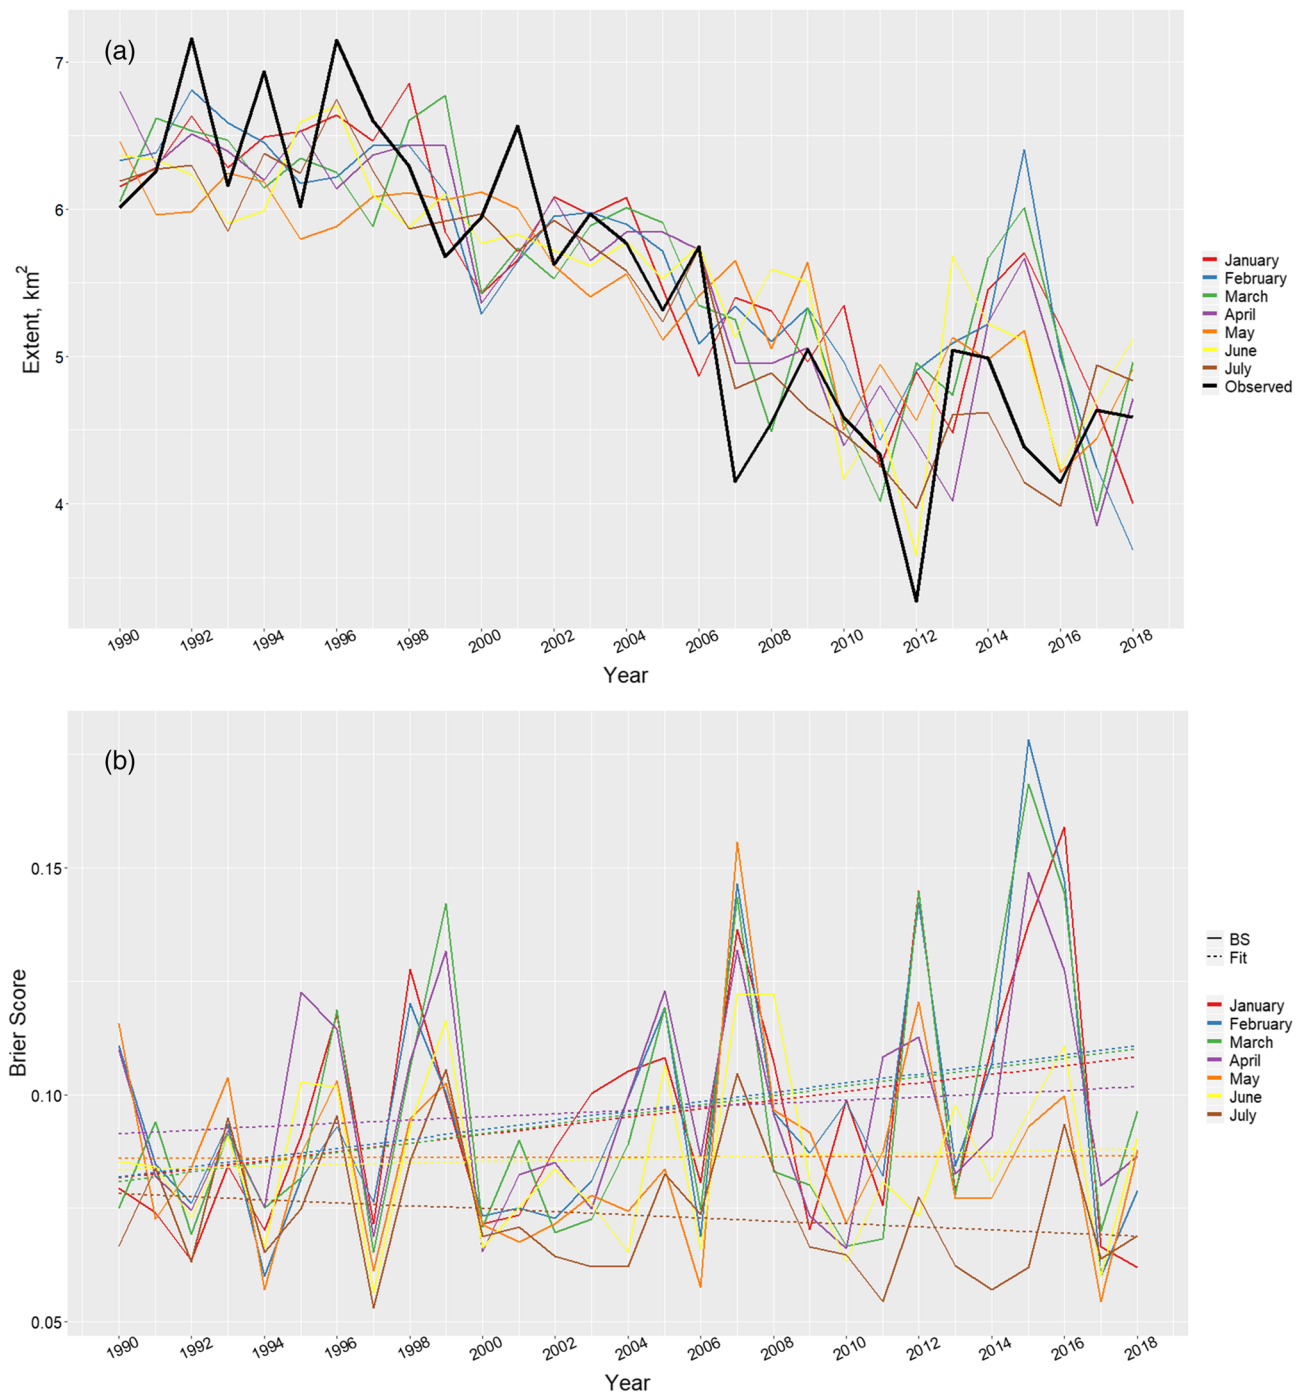 (a)
7
6
5
4
Extent, km²
1990 1992 1994 1996 1998 2000 2002 2004 2006 2008 2010 2012 2014 2016 2018
Year
January
February
March
April
May
June
July
Observed
(b)
0.15
0.10
0.05
Brier Score
1990 1992 1994 1996 1998 2000 2002 2004 2006 2008 2010 2012 2014 2016 2018
Year
BS
Fit
January
February
March
April
May
June
July